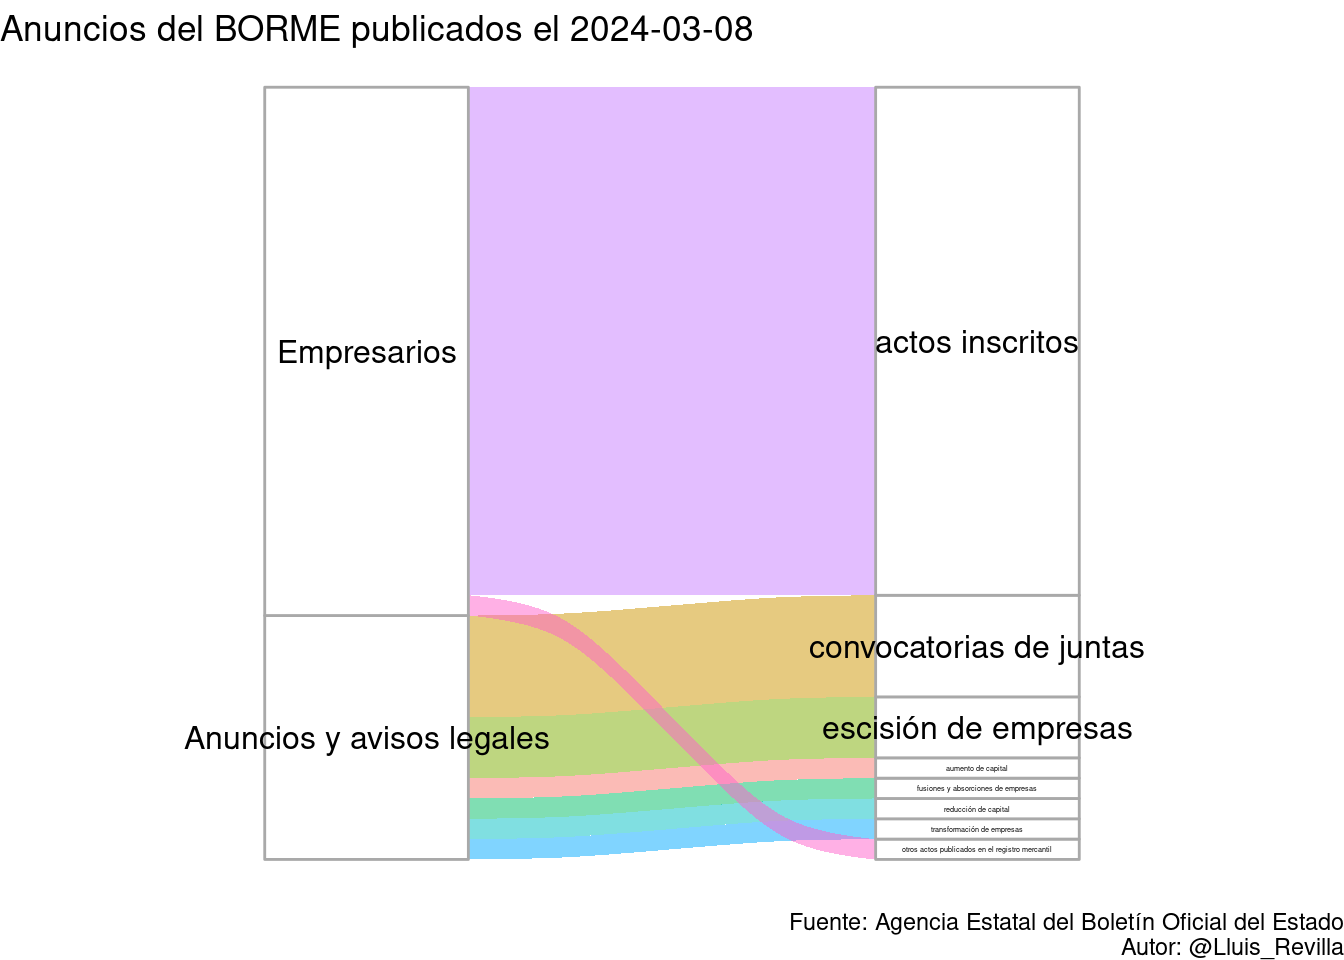 Anuncios del BORME publicados el 2024-03-08
Empresarios
actos inscritos
convocatorias de juntas
Anuncios y avisos legales
escisión de empresas
aumento de capital
fusiones y absorciones de empresas
reducción de capital
transformación de empresas
otros actos publicados en el registro mercantil
Fuente: Agencia Estatal del Boletín Oficial del Estado
Autor: @Lluis_Revilla